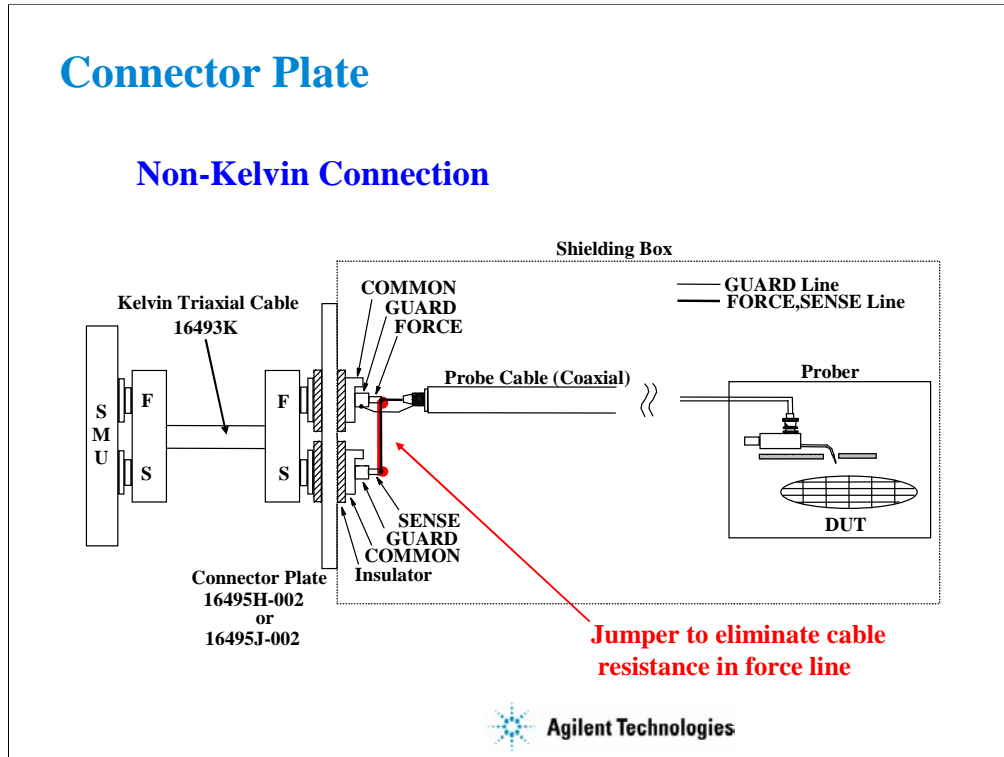 Connector Plate
Non-Kelvin Connection
Shielding Box
COMMON
GUARD
FORCE
GUARD Line
FORCE,SENSE Line
Kelvin Triaxial Cable
16493K
Probe Cable (Coaxial)
Prober
S
M
U
F
F
S
S
SENSE
GUARD
COMMON
Insulator
DUT
Connector Plate
16495H-002
or
16495J-002
Jumper to eliminate cable
resistance in force line
Agilent Technologies